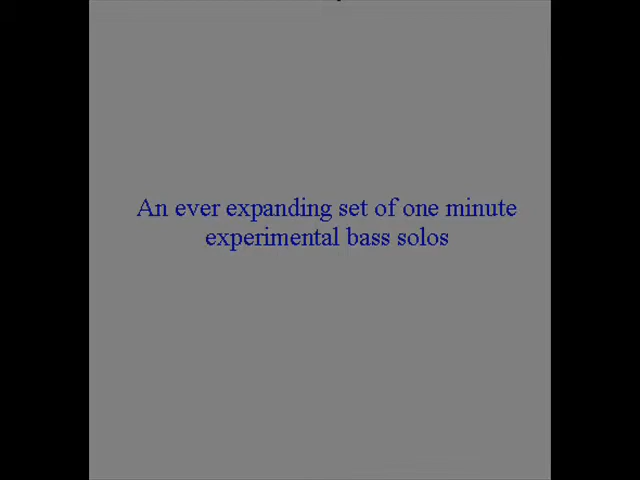 An ever expanding set of one minute
experimental bass solos